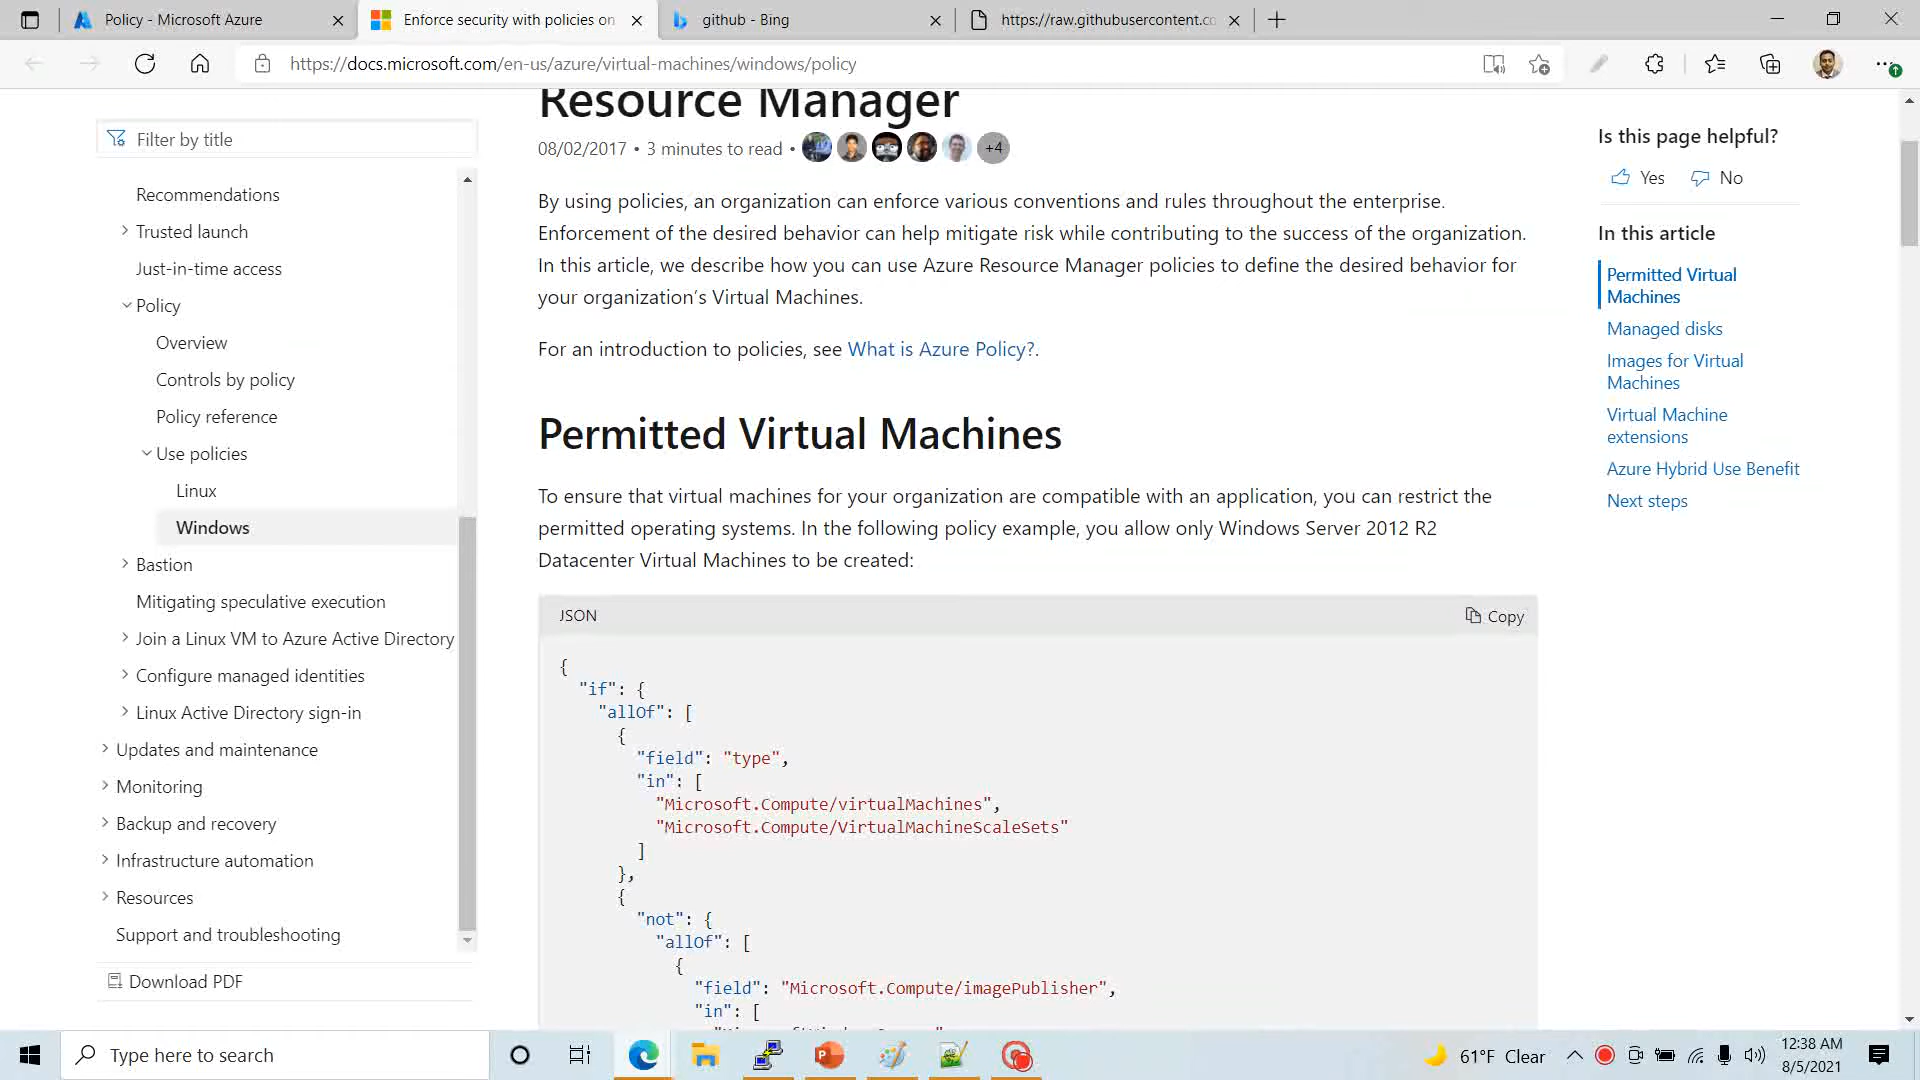 Policy - Microsoft Azure
Enforce security with policies on
github - Bing
https://raw.githubusercontent.co
https://docs.microsoft.com/en-us/azure/virtual-machines/windows/policy
Filter by title
Recommendations
Trusted launch
Just-in-time access
Policy
Overview
Controls by policy
Policy reference
Use policies
Linux
Windows
Bastion
Mitigating speculative execution
Join a Linux VM to Azure Active Directory
Configure managed identities
Linux Active Directory sign-in
Updates and maintenance
Monitoring
Backup and recovery
Infrastructure automation
Resources
Support and troubleshooting
Download PDF
Resource Manager
08/02/2017 • 3 minutes to read •
+4
By using policies, an organization can enforce various conventions and rules throughout the enterprise.
Enforcement of the desired behavior can help mitigate risk while contributing to the success of the organization.
In this article, we describe how you can use Azure Resource Manager policies to define the desired behavior for
your organization's Virtual Machines.
For an introduction to policies, see What is Azure Policy?.
Permitted Virtual Machines
To ensure that virtual machines for your organization are compatible with an application, you can restrict the
permitted operating systems. In the following policy example, you allow only Windows Server 2012 R2
Datacenter Virtual Machines to be created:
JSON
Copy
{
"if": {
"allOf": [
{
"field": "type",
"in": [
"Microsoft.Compute/virtualMachines",
"Microsoft.Compute/VirtualMachineScaleSets"
]
},
{
"not": {
"allOf": [
{
"field": "Microsoft.Compute/imagePublisher",
"in": [
Is this page helpful?
Yes
No
In this article
Permitted Virtual
Machines
Managed disks
Images for Virtual
Machines
Virtual Machine
extensions
Azure Hybrid Use Benefit
Next steps
Type here to search
61°F Clear
12:38 AM
8/5/2021